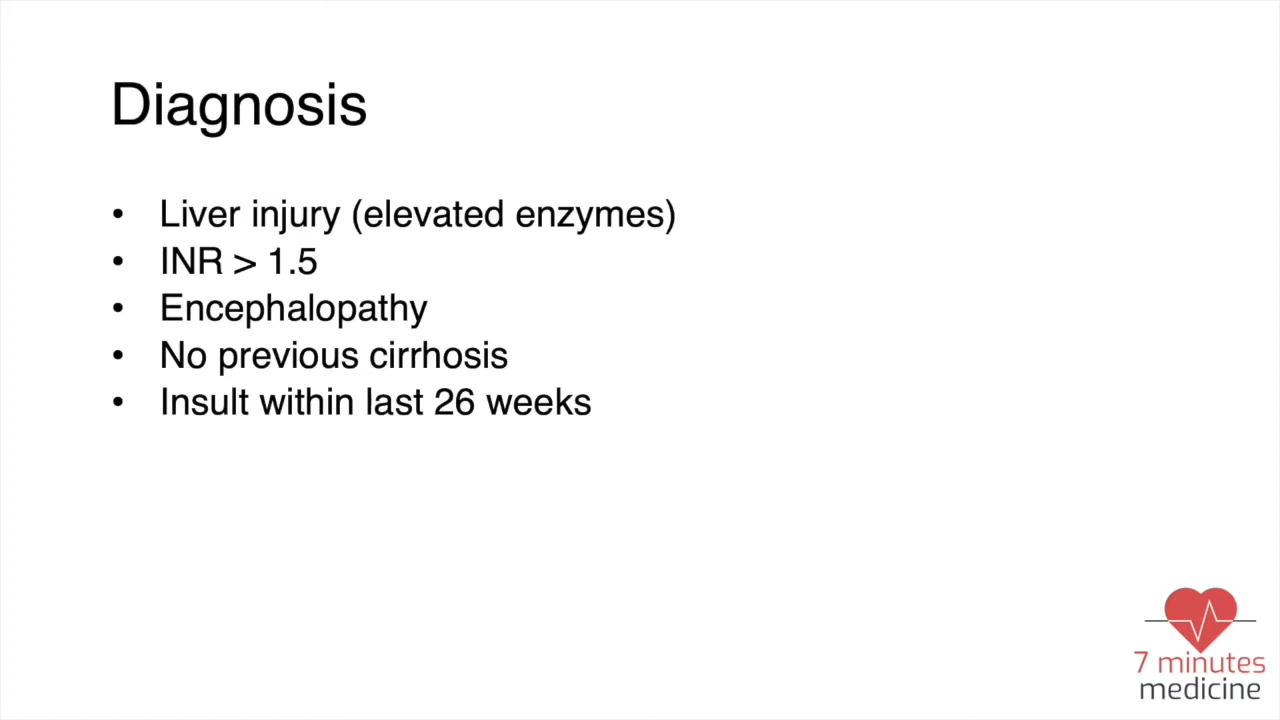 Diagnosis
• Liver injury (elevated enzymes)
• INR > 1.5
• Encephalopathy
• No previous cirrhosis
• Insult within last 26 weeks
7 minutes
medicine